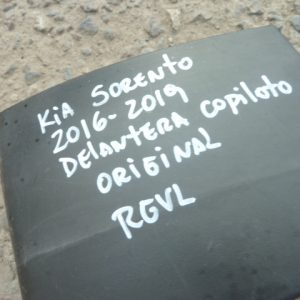 KiA SORENTO
2016-2019
DELANTERA COPILOTO
ORIGINAL
RGVL